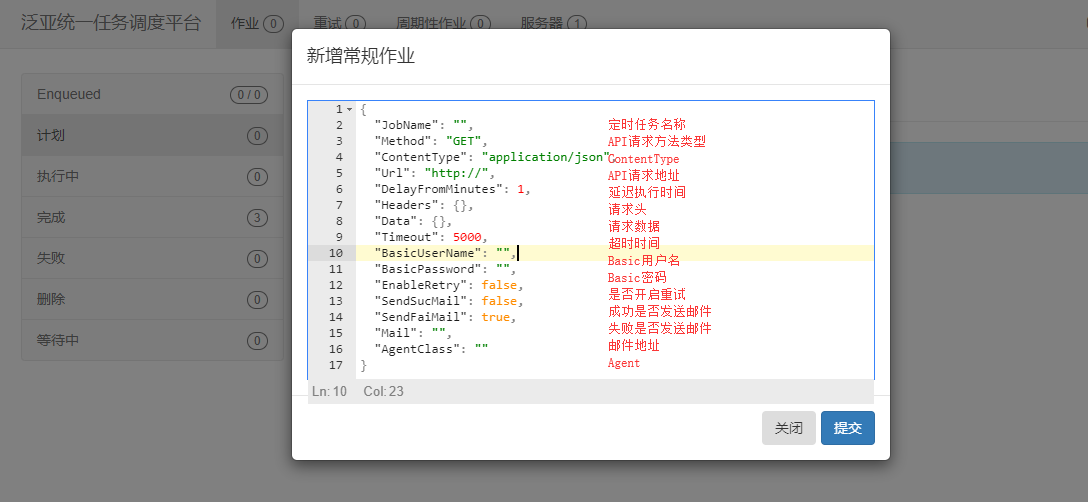 泛亚统一任务调度平台 作业 0 重试 0 周期性作业 0 服务器 1
新增常规作业
Enqueued 0 / 0
计划 0
执行中 0
完成 3
失败 0
删除 0
等待中 0
1 {
2 "JobName": "", 定时任务名称
3 "Method": "GET", API请求方法类型
4 "ContentType": "application/json" GontentType
5 "Url": "http://", API请求地址
6 "DelayFromMinutes": 1, 延迟执行时间
7 "Headers": {}, 请求头
8 "Data": {}, 请求数据
9 "Timeout": 5000, 超时时间
10 "BasicUserName": "", Basic用户名
11 "BasicPassword": "", Basic密码
12 "EnableRetry": false, 是否开启重试
13 "SendSucMail": false, 成功是否发送邮件
14 "SendFaiMail": true, 失败是否发送邮件
15 "Mail": "", 邮件地址
16 "AgentClass": "" Agent
17 }
Ln: 10 Col: 23
关闭 提交